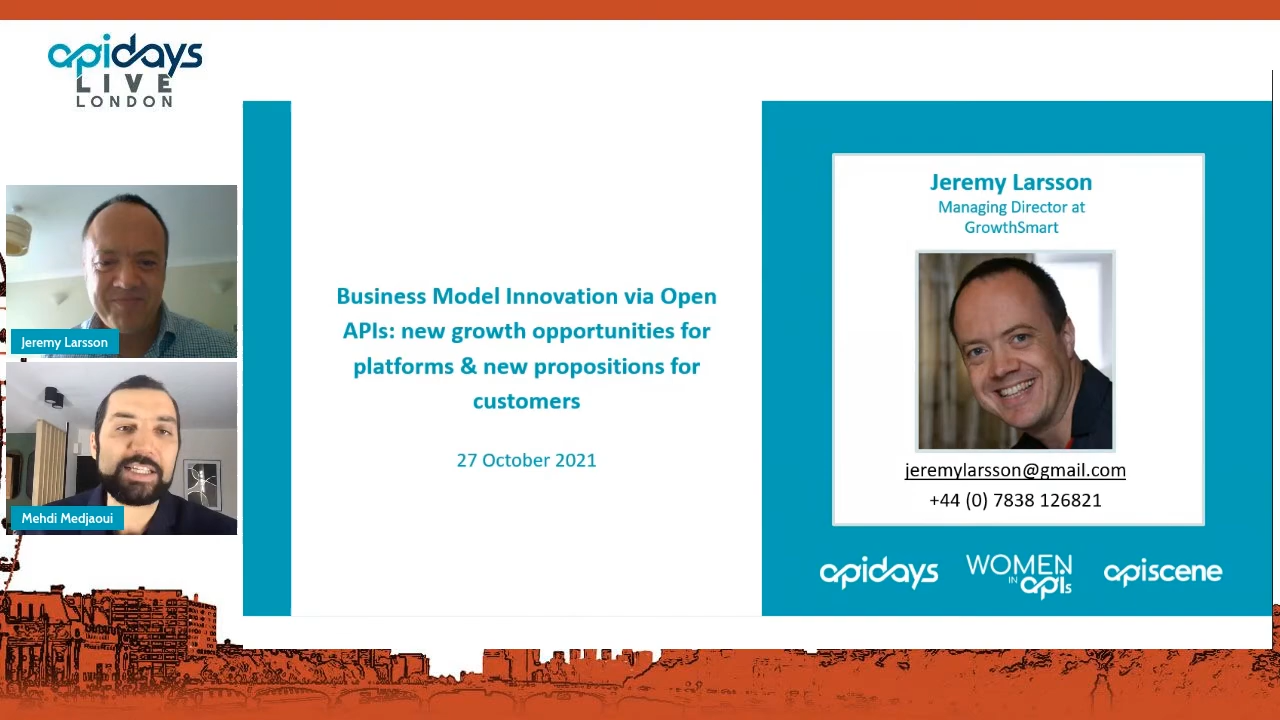 apidays
LIVE
LONDON
Jeremy Larsson
Mehdi Medjaoui
Business Model Innovation via Open
APIs: new growth opportunities for
platforms & new propositions for
customers
27 October 2021
Jeremy Larsson
Managing Director at
GrowthSmart
jeremylarsson@gmail.com
+44 (0) 7838 126821
apidays
WOMEN
IN apis
apiscene